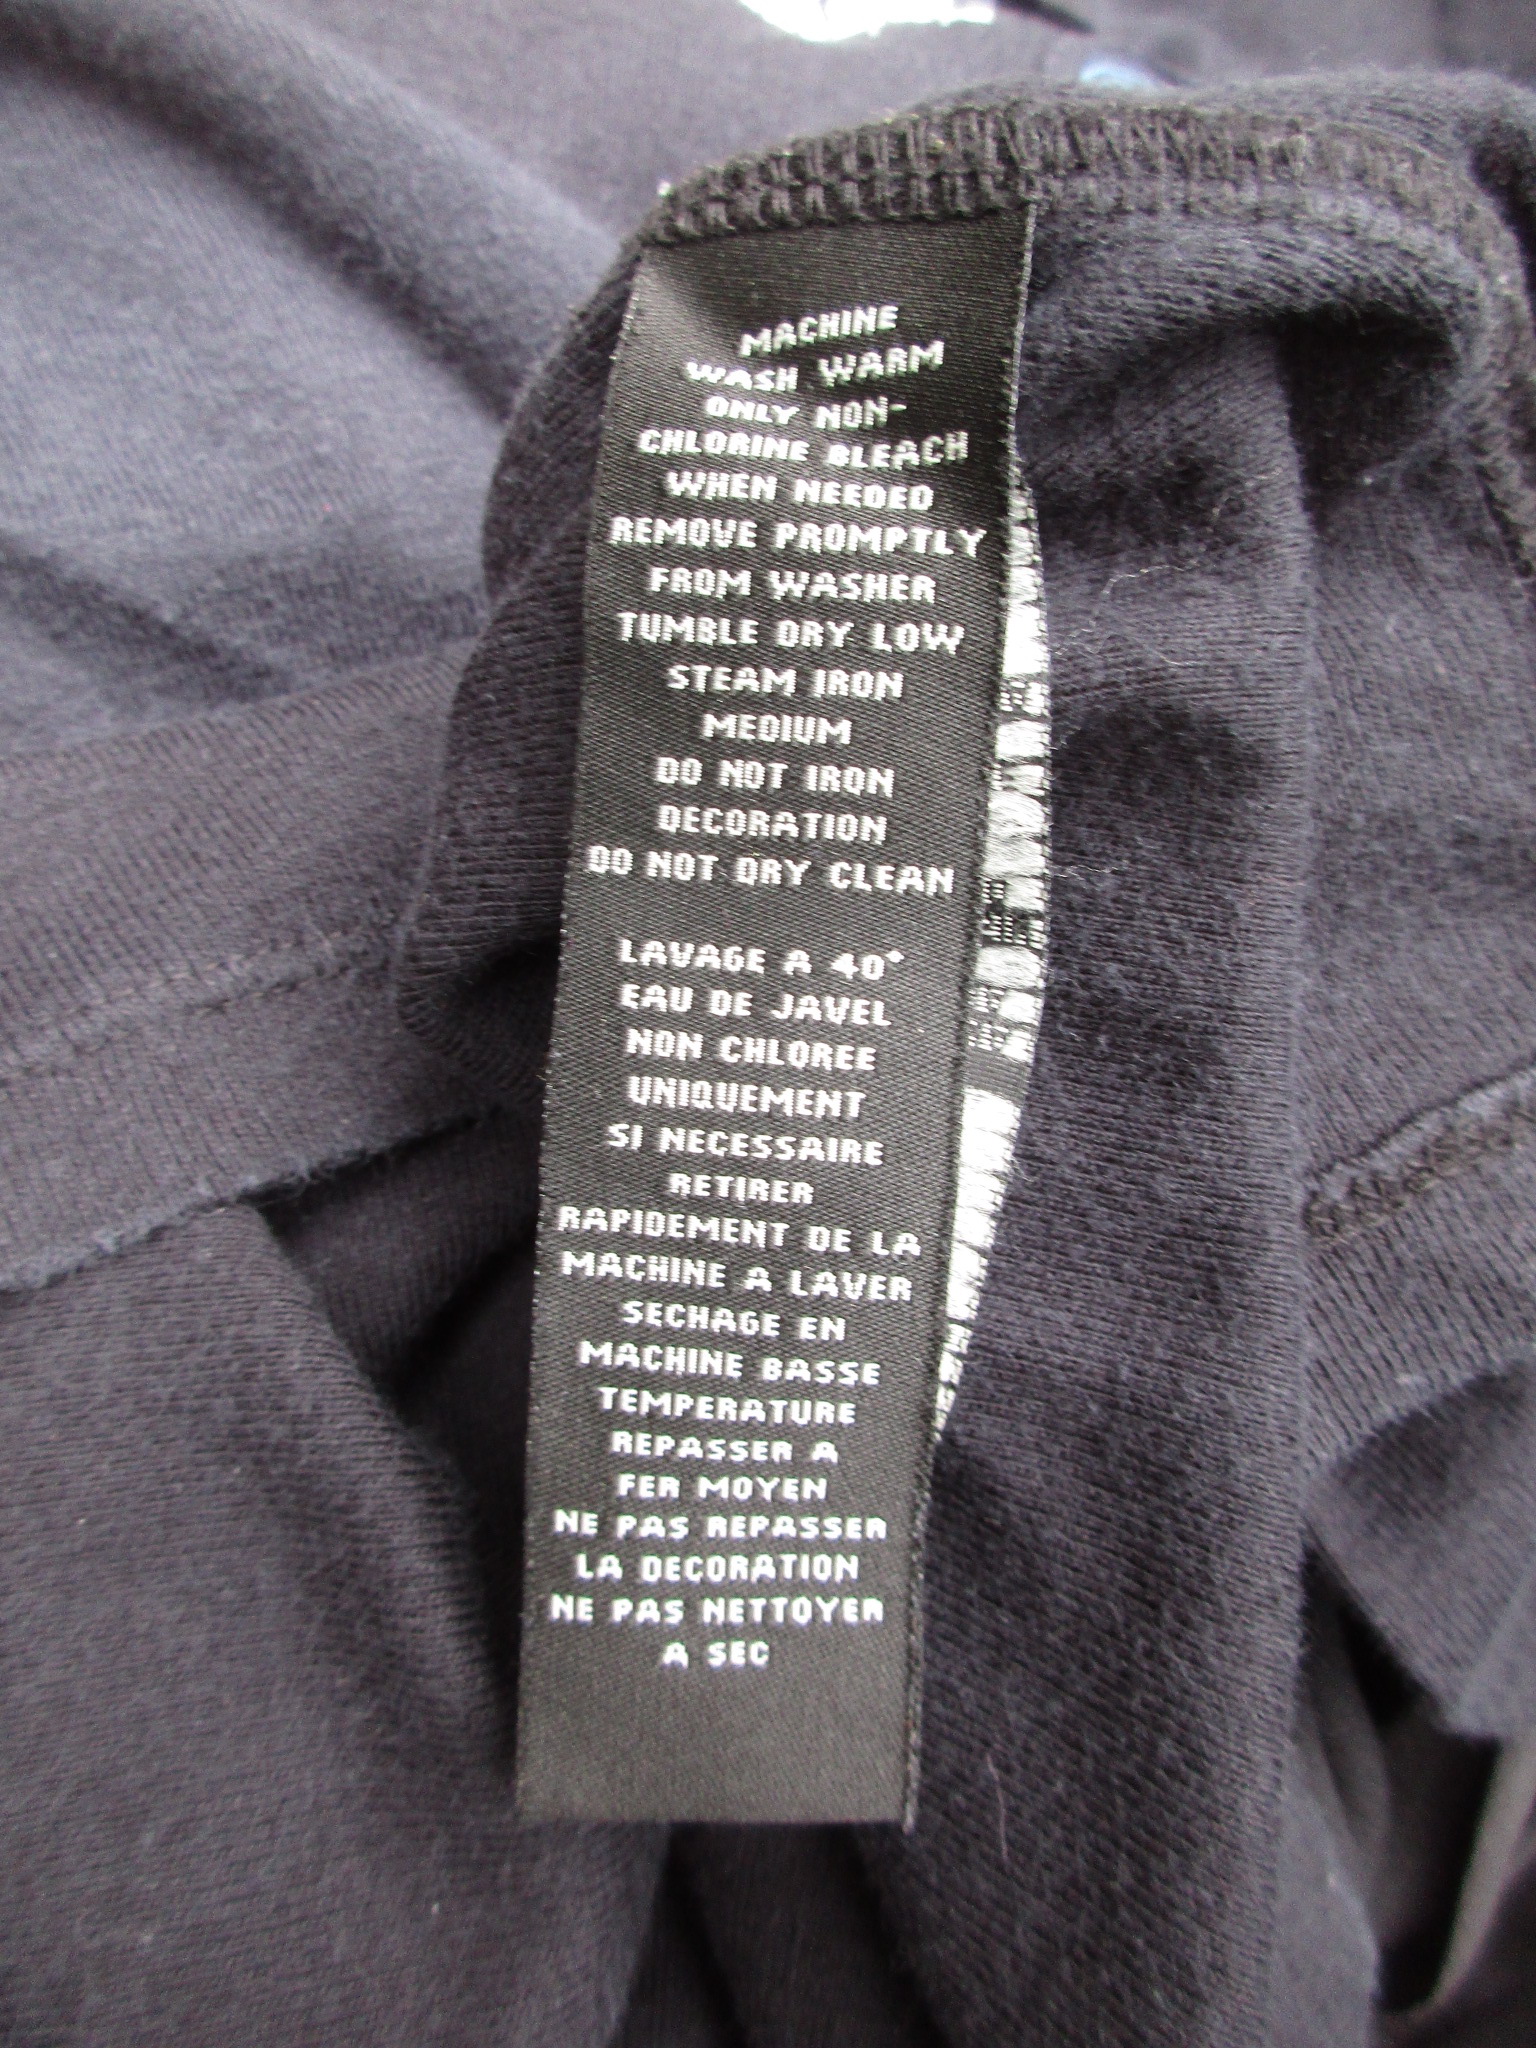 MACHINE
WASH WARM
ONLY NON-
CHLORINE BLEACH
WHEN NEEDED
REMOVE PROMPTLY
FROM WASHER
TUMBLE DRY LOW
STEAM IRON
MEDIUM
DO NOT IRON
DECORATION
DO NOT DRY CLEAN
LAVAGE A 40°
EAU DE JAVEL
NON CHLOREE
UNIQUEMENT
SI NECESSAIRE
RETIRER
RAPIDEMENT DE LA
MACHINE A LAVER
SECHAGE EN
MACHINE BASSE
TEMPERATURE
REPASSER A
FER MOYEN
NE PAS REPASSER
LA DECORATION
NE PAS NETTOYER
A SEC